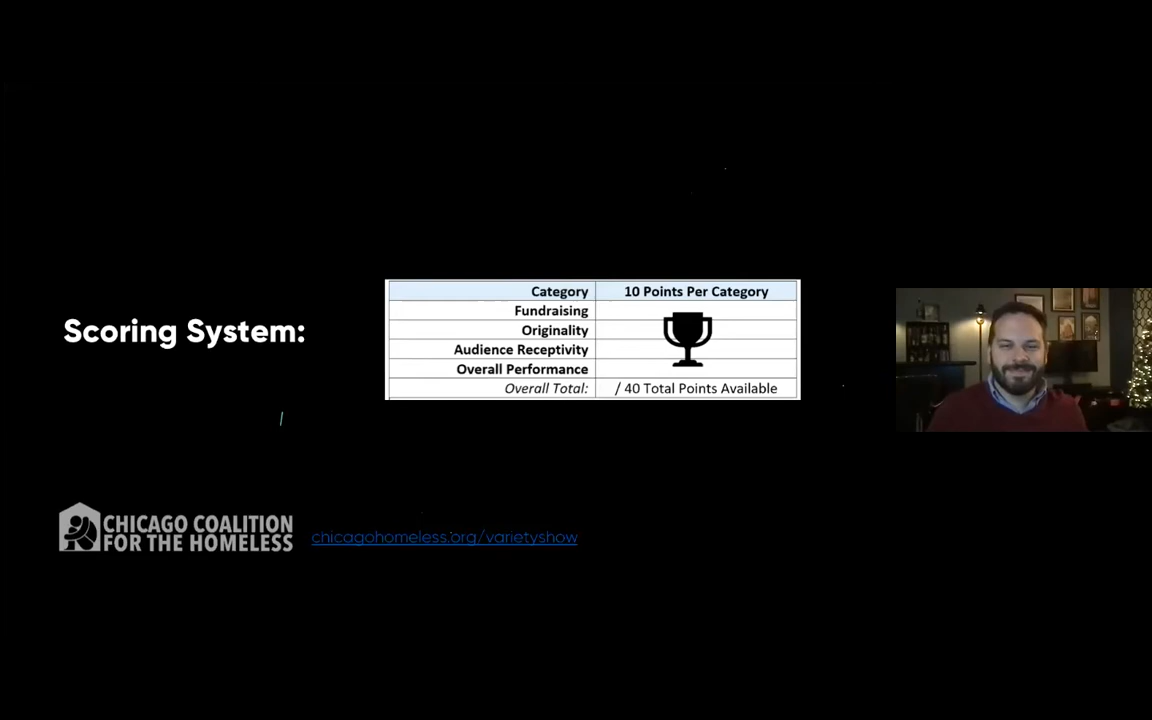 Scoring System:
Category 10 Points Per Category
Fundraising
Originality
Audience Receptivity
Overall Performance
Overall Total: / 40 Total Points Available
CHICAGO COALITION
FOR THE HOMELESS
chicagohomeless.org/varietyshow